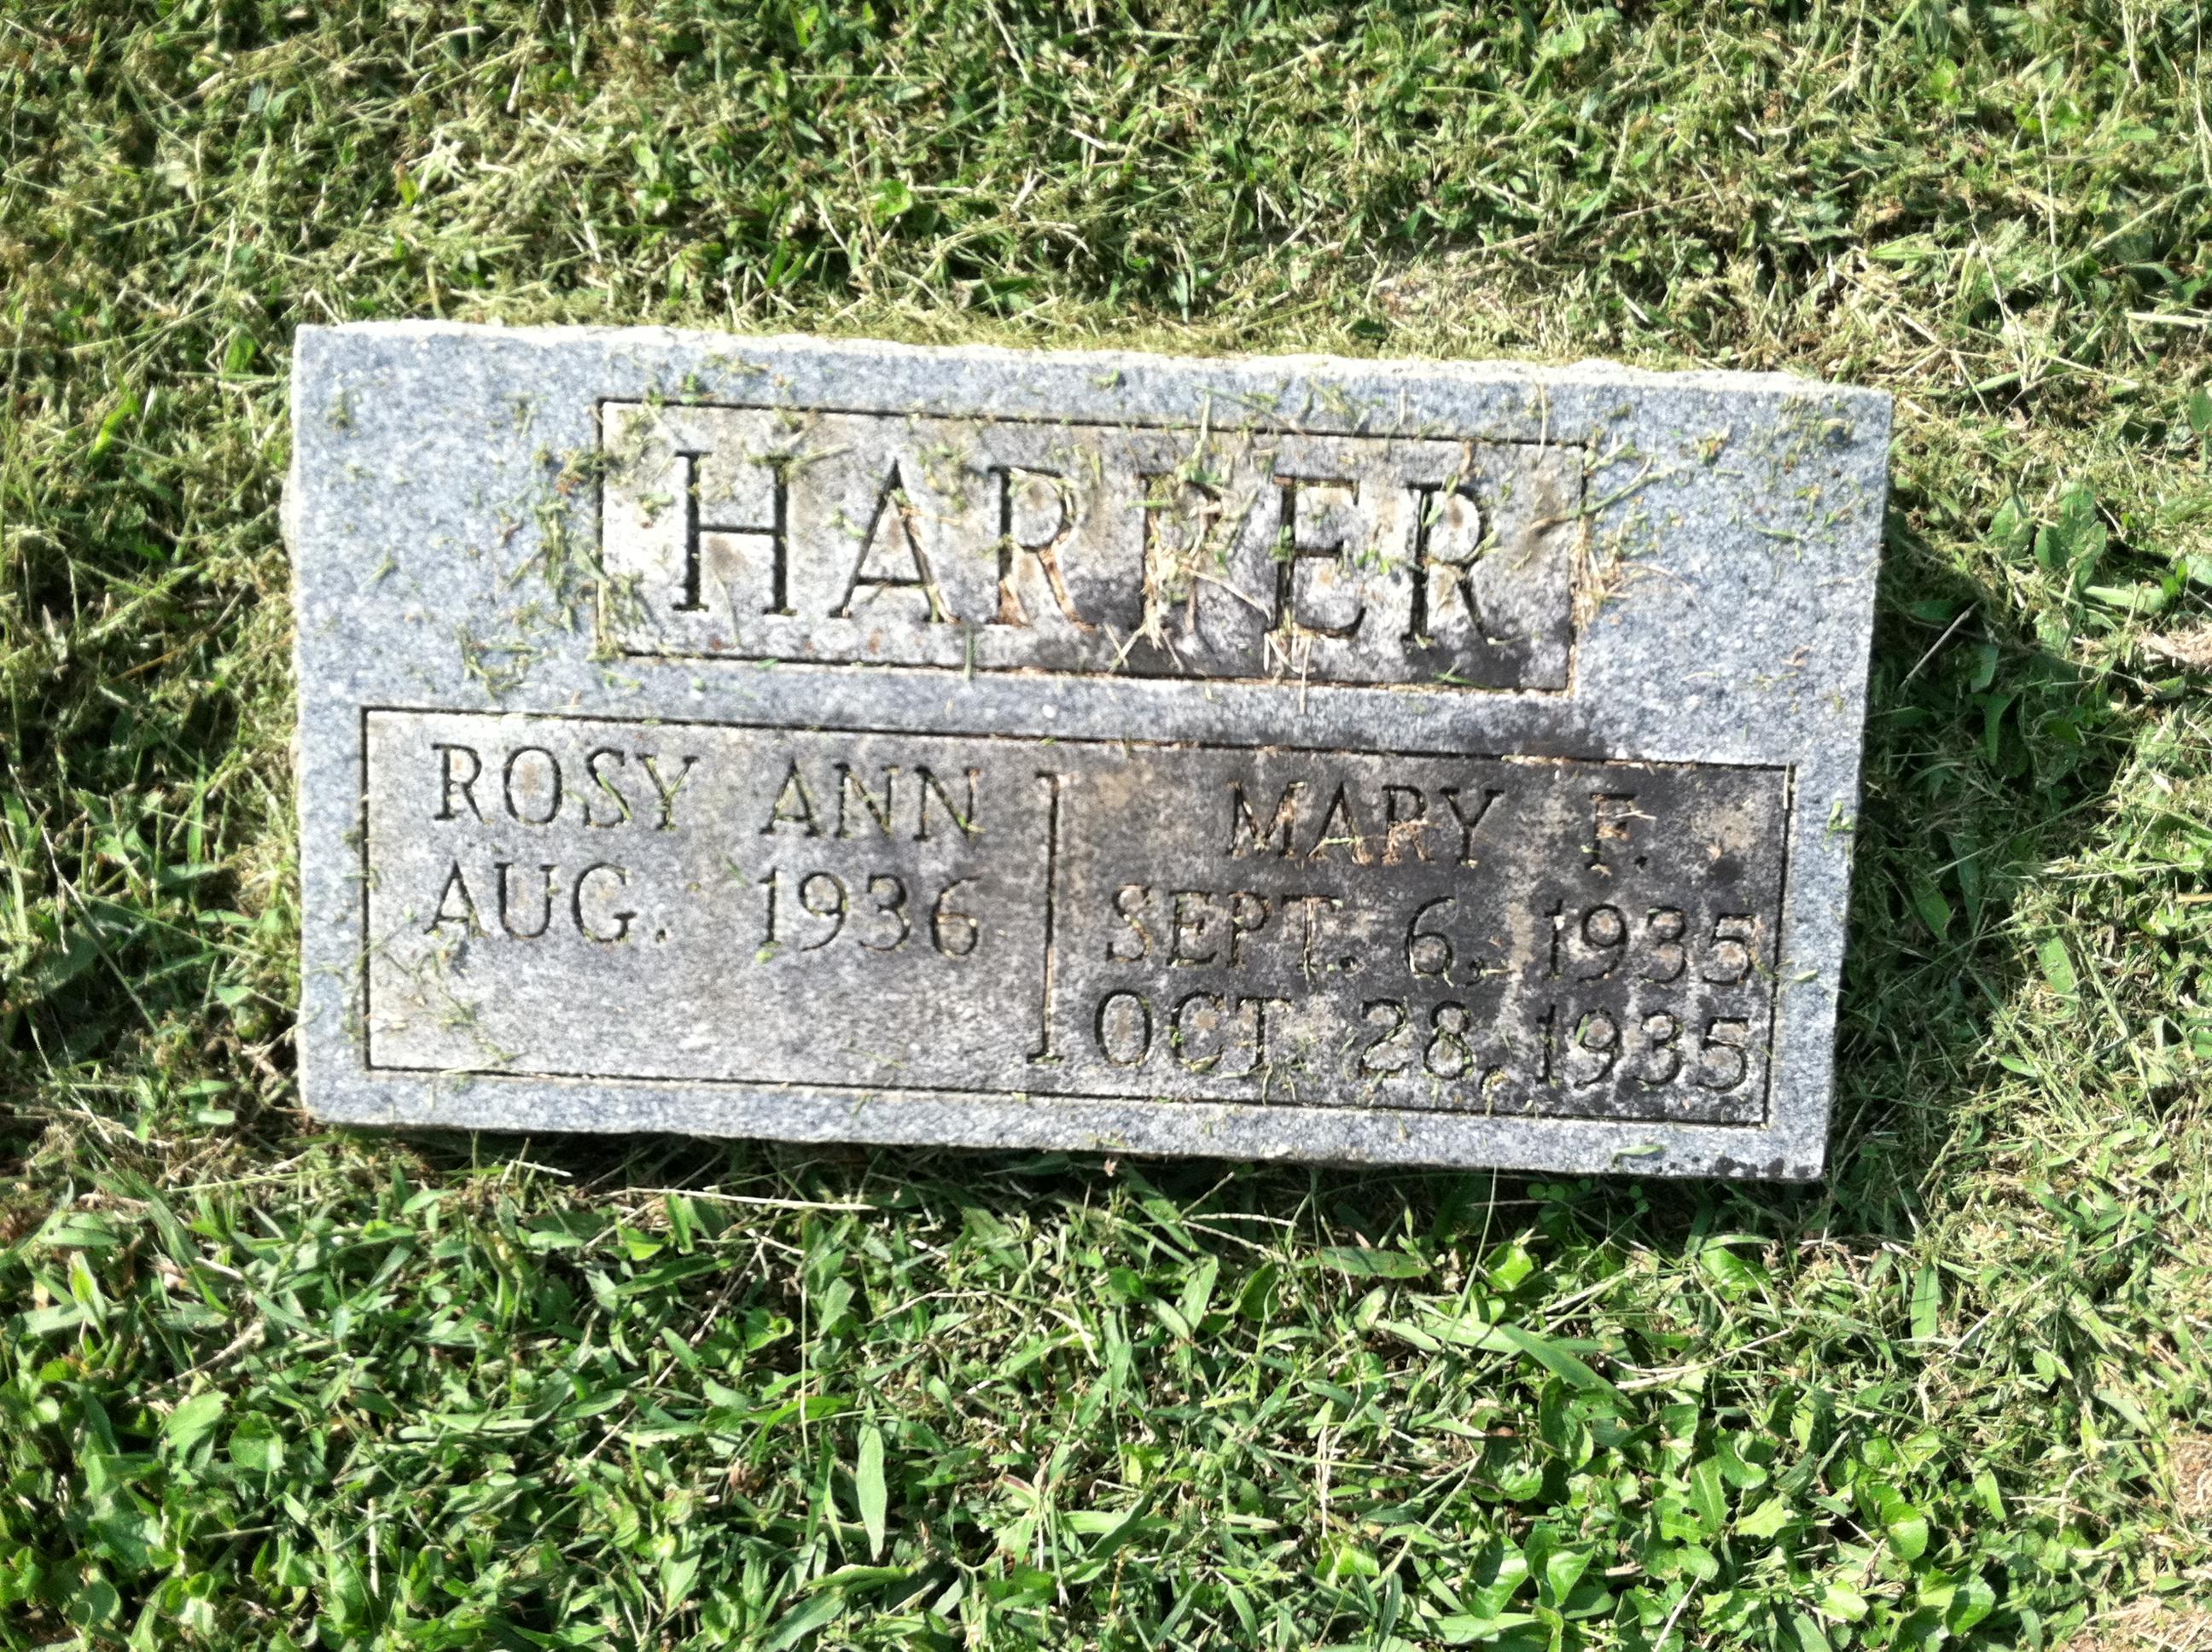 HARPER
ROSY ANN
AUG. 1936
MARY F.
SEPT. 6, 1935
OCT. 28, 1935